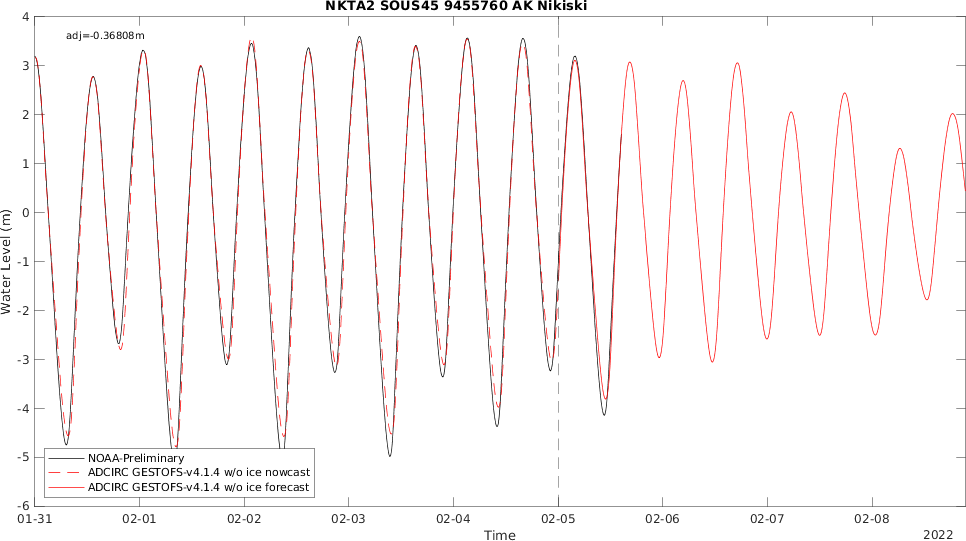 NKTA2 SOUS45 9455760 AK Nikiski
adj=-0.36808m
4
3
2
1
0
-1
-2
-3
-4
-5
-6
Water Level (m)
NOAA-Preliminary
ADCIRC GESTOFS-v4.1.4 w/o ice nowcast
ADCIRC GESTOFS-v4.1.4 w/o ice forecast
01-31 02-01 02-02 02-03 02-04 02-05 02-06 02-07 02-08
Time
2022